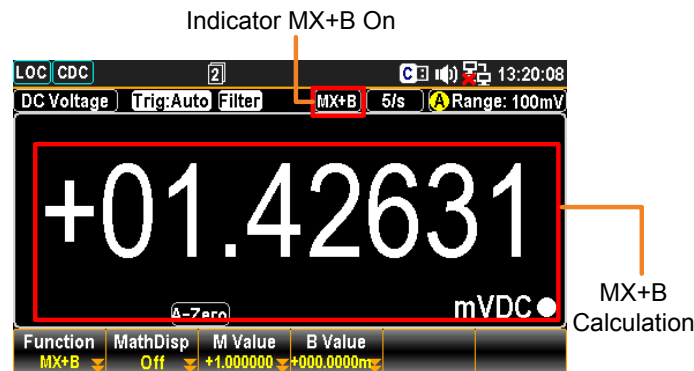 Indicator MX+B On
LOC CDC 2 C 13:20:08
DC Voltage Trig:Auto Filter MX+B 5/s A Range: 100mV
+01.42631
A-Zero mVDC
MX+B
Calculation
Function MathDisp M Value B Value
MX+B Off +1.000000 +000.0000m